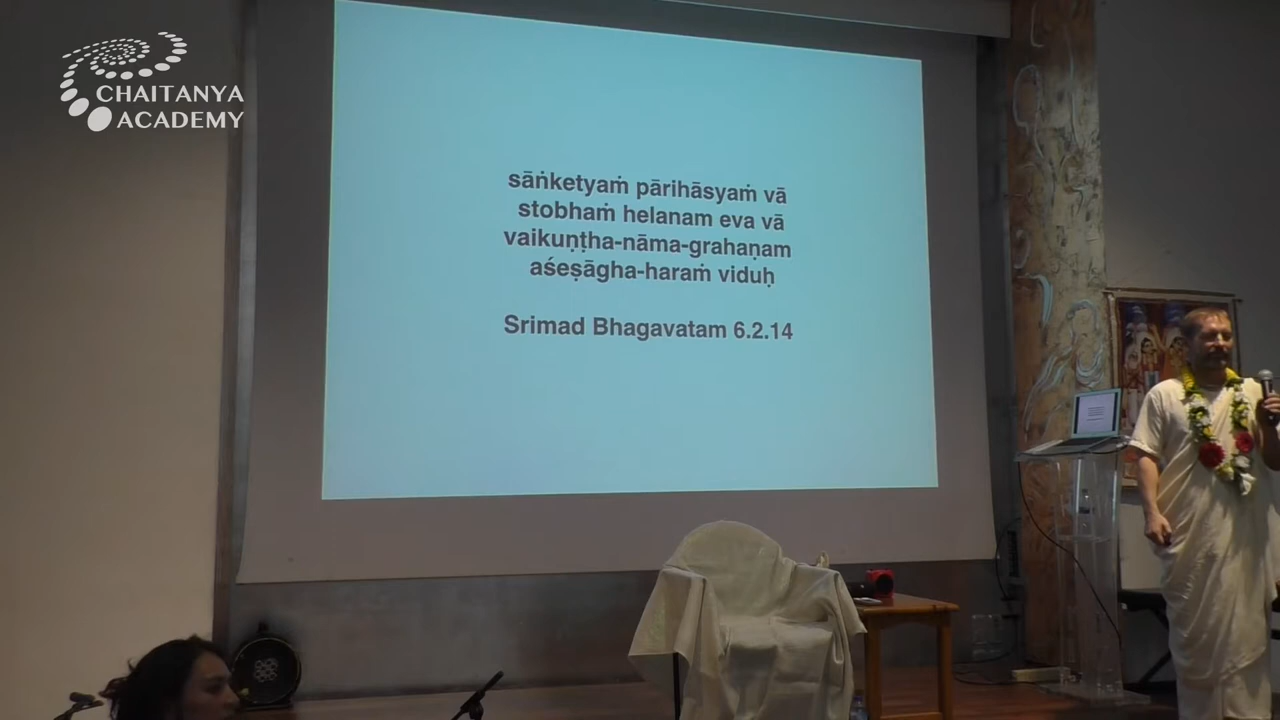 CHAITANYA
ACADEMY
sāṅketyaṁ pārihāsyaṁ vā
stobhaṁ helanam eva vā
vaikuṇṭha-nāma-grahaṇam
aśeṣāgha-haraṁ viduḥ
Srimad Bhagavatam 6.2.14